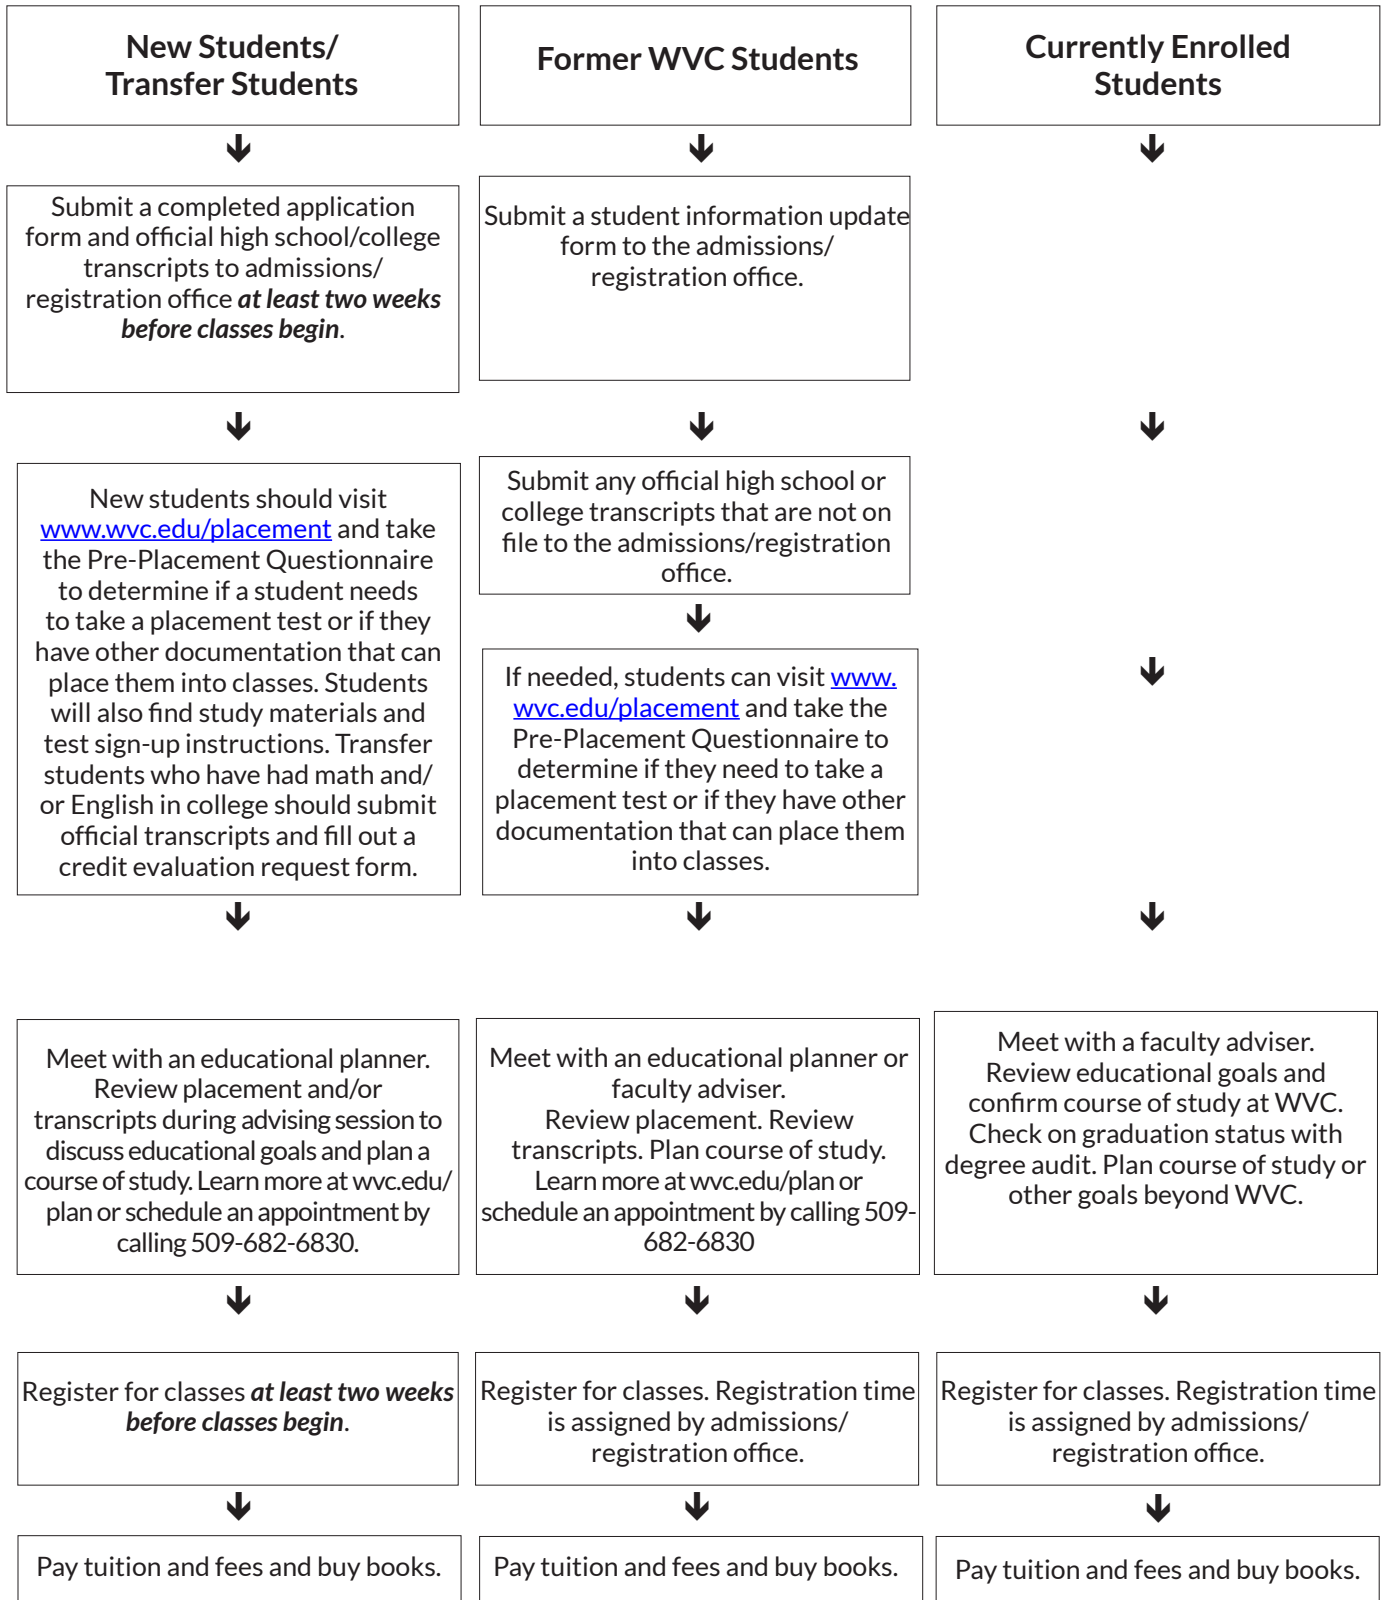 New Students/
Transfer Students
Former WVC Students
Currently Enrolled
Students
Submit a completed application
form and official high school/college
transcripts to admissions/
registration office at least two weeks
before classes begin.
Submit a student information update
form to the admissions/
registration office.
New students should visit
www.wvc.edu/placement and take
the Pre-Placement Questionnaire
to determine if a student needs
to take a placement test or if they
have other documentation that can
place them into classes. Students
will also find study materials and
test sign-up instructions. Transfer
students who have had math and/
or English in college should submit
official transcripts and fill out a
credit evaluation request form.
Submit any official high school or
college transcripts that are not on
file to the admissions/registration
office.
If needed, students can visit www.
wvc.edu/placement and take the
Pre-Placement Questionnaire to
determine if they need to take a
placement test or if they have other
documentation that can place them
into classes.
Meet with an educational planner.
Review placement and/or
transcripts during advising session to
discuss educational goals and plan a
course of study. Learn more at wvc.edu/
plan or schedule an appointment by
calling 509-682-6830.
Meet with an educational planner or
faculty adviser.
Review placement. Review
transcripts. Plan course of study.
Learn more at wvc.edu/plan or
schedule an appointment by calling 509-
682-6830
Meet with a faculty adviser.
Review educational goals and
confirm course of study at WVC.
Check on graduation status with
degree audit. Plan course of study or
other goals beyond WVC.
Register for classes at least two weeks
before classes begin.
Register for classes. Registration time
is assigned by admissions/
registration office.
Register for classes. Registration time
is assigned by admissions/
registration office.
Pay tuition and fees and buy books.
Pay tuition and fees and buy books.
Pay tuition and fees and buy books.